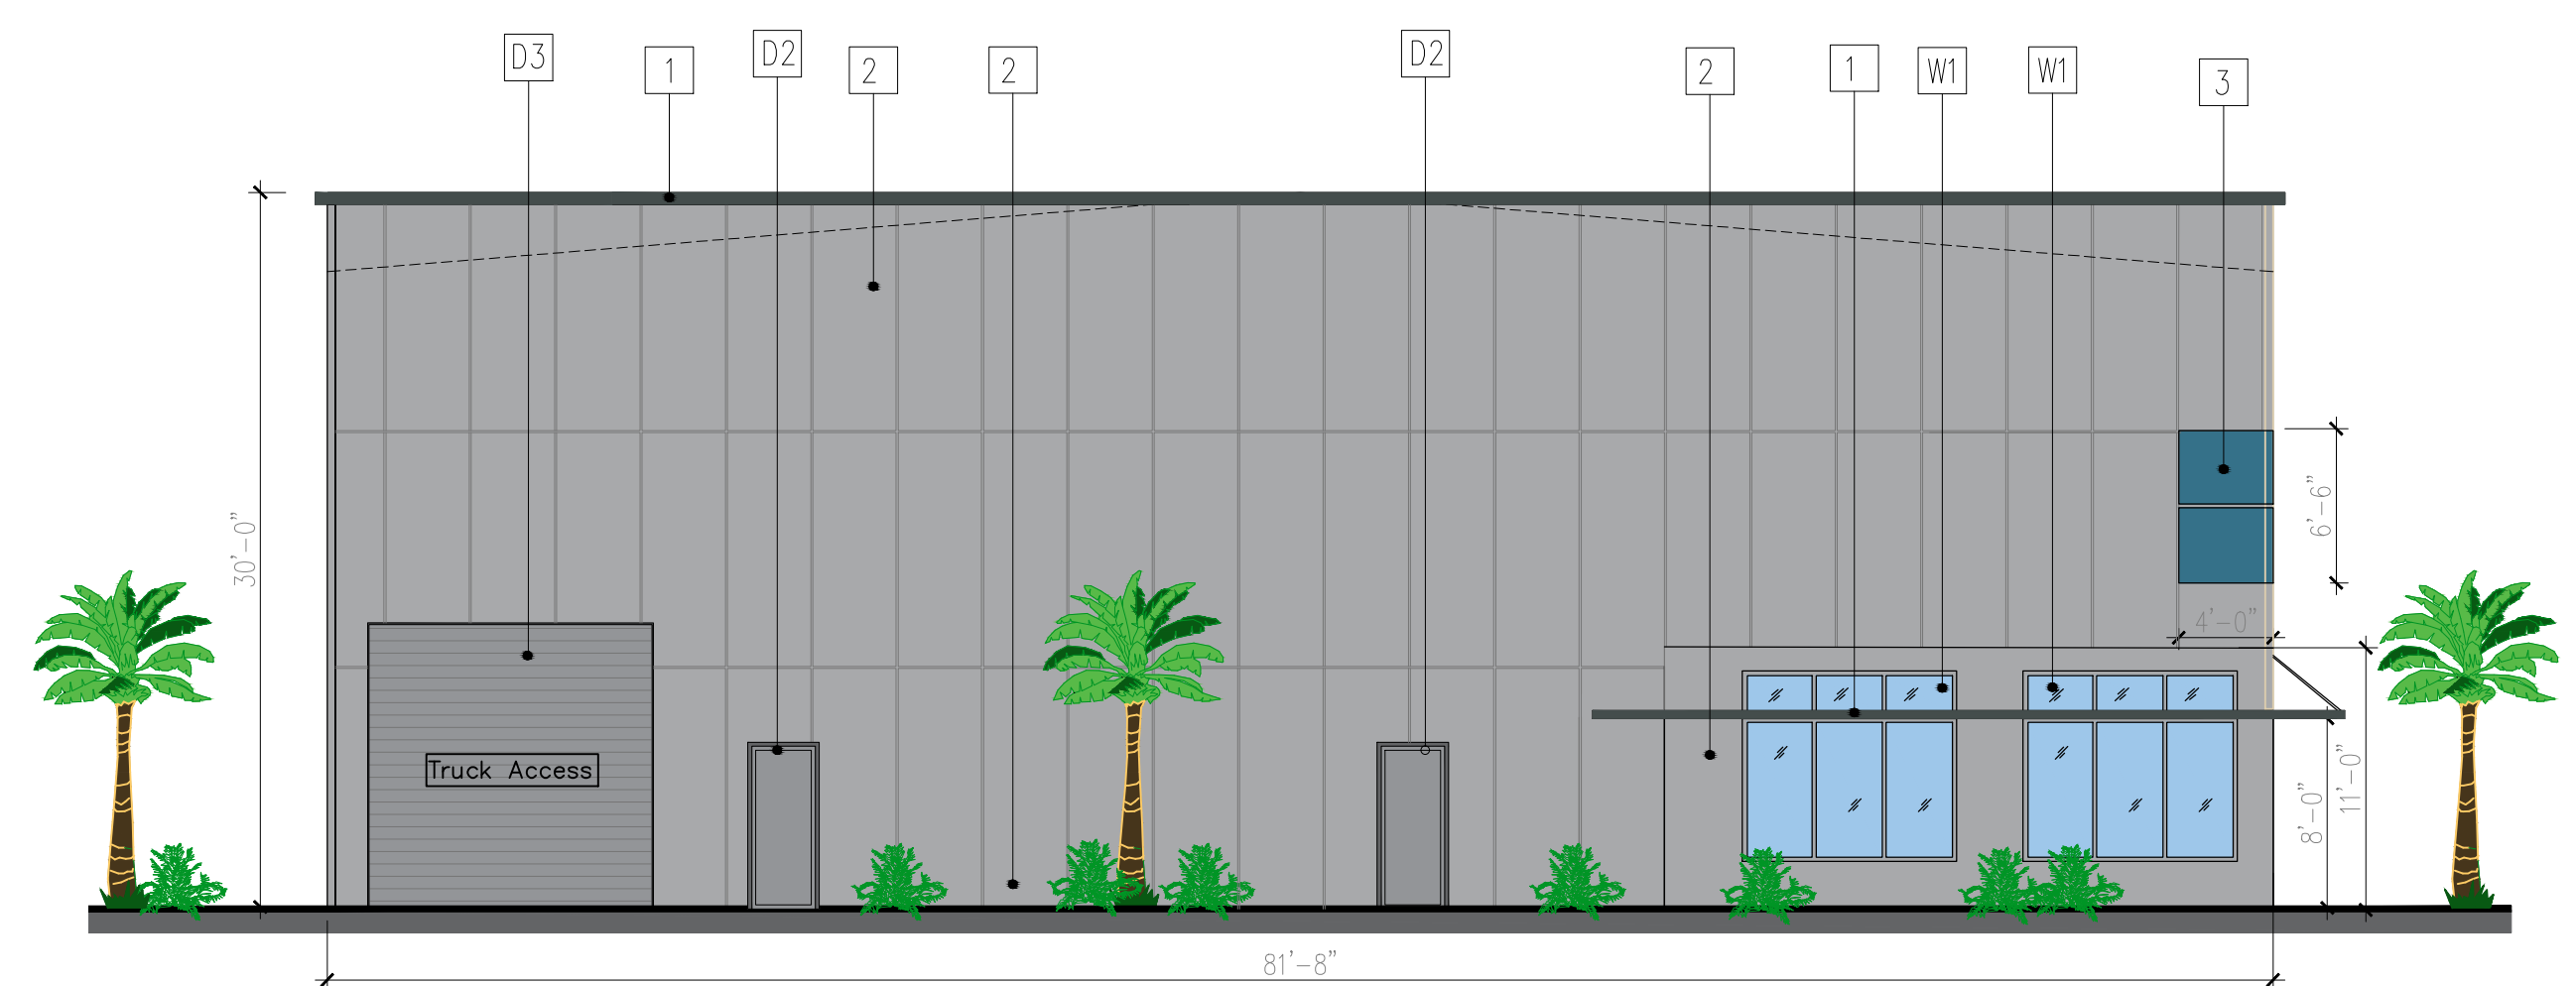 D3
1
D2
2
2
D2
2
1
W1
W1
3
30'-0"
6'-6"
4'-0"
Truck Access
8'-0"
11'-0"
81'-8"